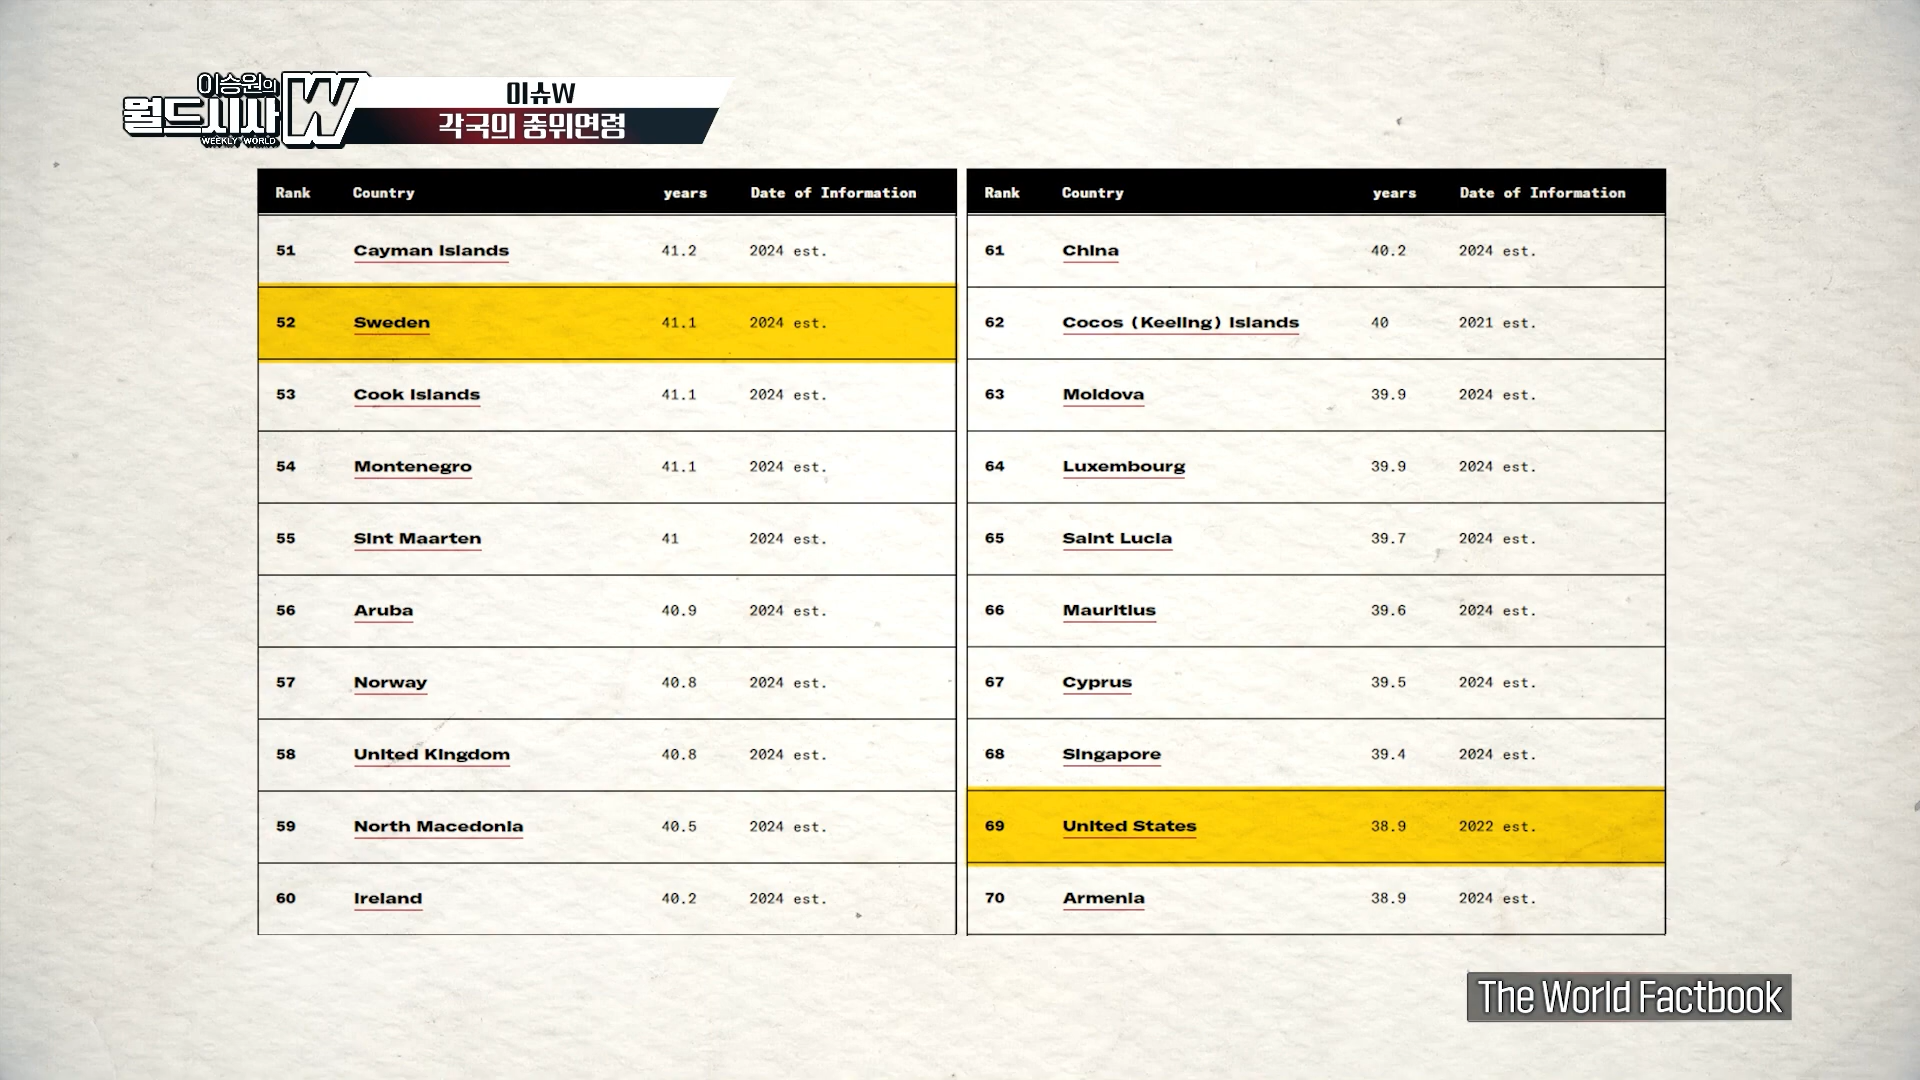 이승원의
월드시사 W
WEEKLY WORLD
이슈W
각국의 중위연령
Rank Country years Date of Information
51 Cayman Islands 41.2 2024 est.
52 Sweden 41.1 2024 est.
53 Cook Islands 41.1 2024 est.
54 Montenegro 41.1 2024 est.
55 Sint Maarten 41 2024 est.
56 Aruba 40.9 2024 est.
57 Norway 40.8 2024 est.
58 United Kingdom 40.8 2024 est.
59 North Macedonia 40.5 2024 est.
60 Ireland 40.2 2024 est.
Rank Country years Date of Information
61 China 40.2 2024 est.
62 Cocos (Keeling) Islands 40 2021 est.
63 Moldova 39.9 2024 est.
64 Luxembourg 39.9 2024 est.
65 Saint Lucia 39.7 2024 est.
66 Mauritius 39.6 2024 est.
67 Cyprus 39.5 2024 est.
68 Singapore 39.4 2024 est.
69 United States 38.9 2022 est.
70 Armenia 38.9 2024 est.
The World Factbook